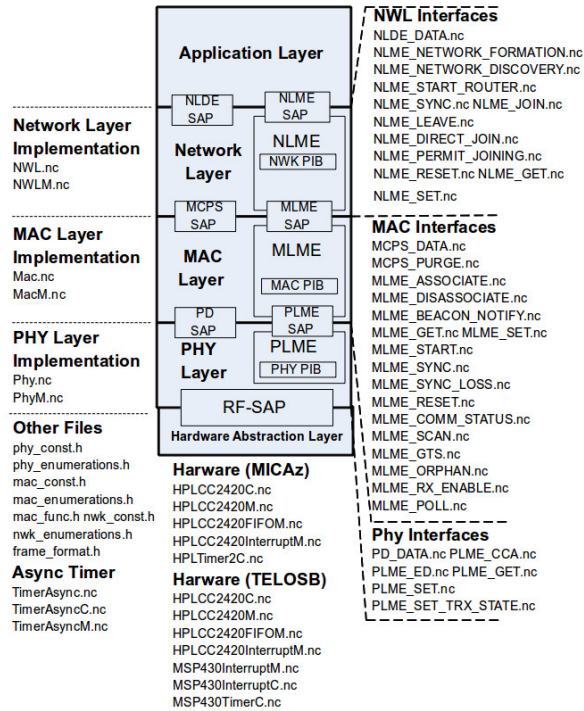 Application Layer
NLDE
SAP
NLME
SAP
Network
Layer
NLME
NWK PIB
MCPS
SAP
MLME
SAP
MAC
Layer
MLME
MAC PIB
PD
SAP
PLME
SAP
PHY
Layer
PLME
PHY PIB
RF-SAP
Hardware Abstraction Layer
Network Layer
Implementation
NWL.nc
NWLM.nc
MAC Layer
Implementation
Mac.nc
MacM.nc
PHY Layer
Implementation
Phy.nc
PhyM.nc
Other Files
phy_const.h
phy_enumerations.h
mac_const.h
mac_enumerations.h
mac_func.h nwk_const.h
nwk_enumerations.h
frame_format.h
Async Timer
TimerAsync.nc
TimerAsyncC.nc
TimerAsyncM.nc
Harware (MICAz)
HPLCC2420C.nc
HPLCC2420M.nc
HPLCC2420FIFOM.nc
HPLCC2420InterruptM.nc
HPLTimer2C.nc
Harware (TELOSB)
HPLCC2420C.nc
HPLCC2420M.nc
HPLCC2420FIFOM.nc
HPLCC2420InterruptM.nc
MSP430InterruptM.nc
MSP430InterruptC.nc
MSP430TimerC.nc
NWL Interfaces
NLDE_DATA.nc
NLME_NETWORK_FORMATION.nc
NLME_NETWORK_DISCOVERY.nc
NLME_START_ROUTER.nc
NLME_SYNC.nc NLME_JOIN.nc
NLME_LEAVE.nc
NLME_DIRECT_JOIN.nc
NLME_PERMIT_JOINING.nc
NLME_RESET.nc NLME_GET.nc
NLME_SET.nc
MAC Interfaces
MCPS_DATA.nc
MCPS_PURGE.nc
MLME_ASSOCIATE.nc
MLME_DISASSOCIATE.nc
MLME_BEACON_NOTIFY.nc
MLME_GET.nc MLME_SET.nc
MLME_START.nc
MLME_SYNC.nc
MLME_SYNC_LOSS.nc
MLME_RESET.nc
MLME_COMM_STATUS.nc
MLME_SCAN.nc
MLME_GTS.nc
MLME_ORPHAN.nc
MLME_RX_ENABLE.nc
MLME_POLL.nc
Phy Interfaces
PD_DATA.nc PLME_CCA.nc
PLME_ED.nc PLME_GET.nc
PLME_SET.nc
PLME_SET_TRX_STATE.nc